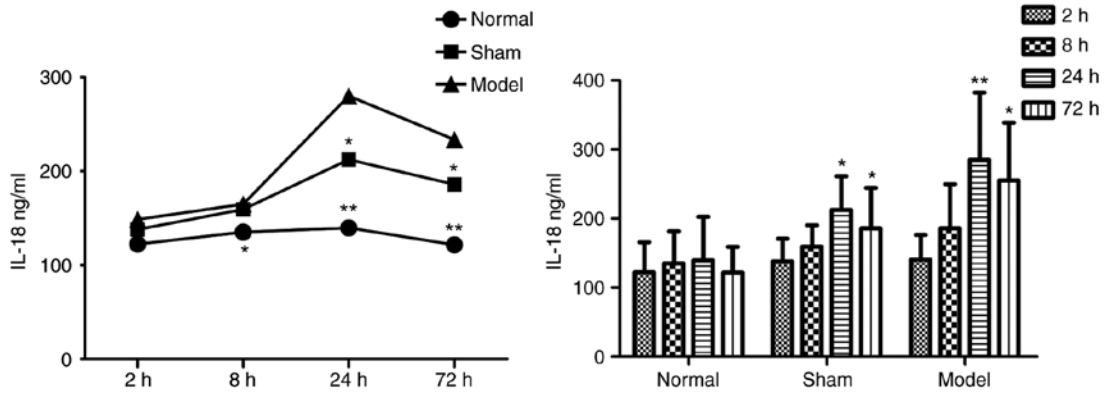 Normal
Sham
Model
IL-18 ng/ml
300
200
100
0
*
*
*
**
**
2 h
8 h
24 h
72 h
2 h
8 h
24 h
72 h
IL-18 ng/ml
400
300
200
100
0
*
*
**
*
Normal
Sham
Model